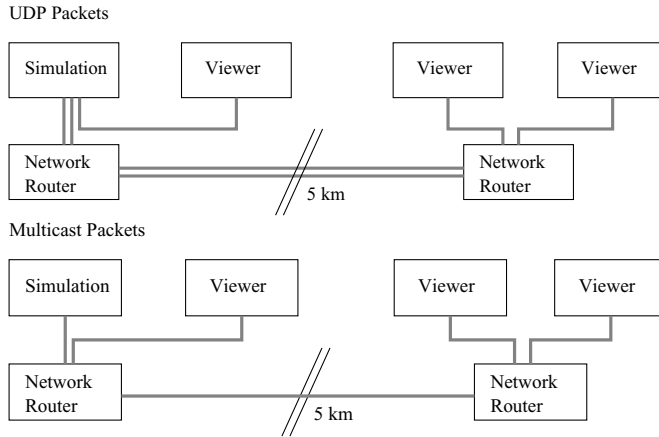 UDP Packets
Simulation
Viewer
Viewer
Viewer
Network
Router
Network
Router
5 km
Multicast Packets
Simulation
Viewer
Viewer
Viewer
Network
Router
Network
Router
5 km